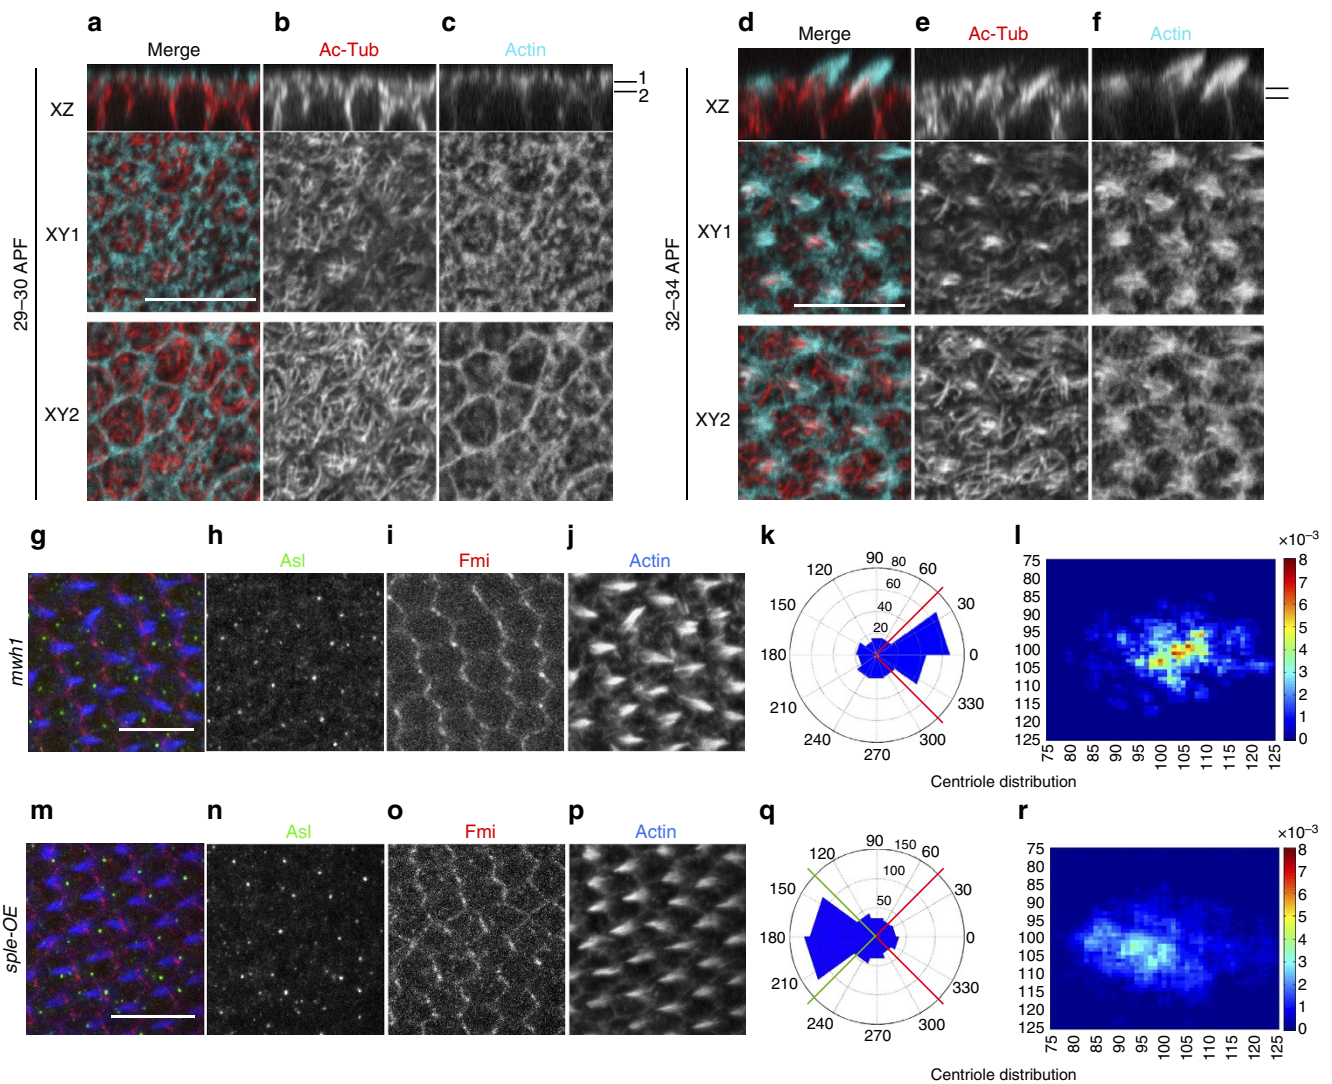 a b c d e f
Merge Ac-Tub Actin Merge Ac-Tub Actin
XZ 1 XZ
2
29–30 APF XY1 32–34 APF XY1
XY2 XY2
g h i j k l
Asl Fmi Actin
mwh1
90 80 60 60 40 30 20 0 330 300 270 240 210 180 150 120
×10⁻³
75 80 85 90 95 100 105 110 115 120 125
8 7 6 5 4 3 2 1 0
75 80 85 90 95 100 105 110 115 120 125
Centriole distribution
m n o p q r
Asl Fmi Actin
sple-OE
90 150 60 100 30 50 0 330 300 270 240 210 180 150 120
×10⁻³
75 80 85 90 95 100 105 110 115 120 125
8 7 6 5 4 3 2 1 0
75 80 85 90 95 100 105 110 115 120 125
Centriole distribution